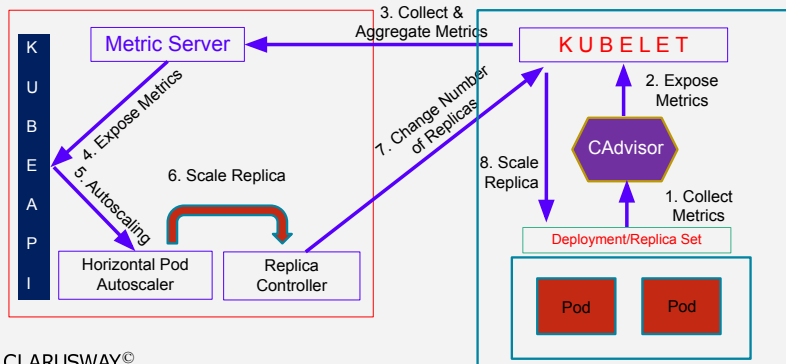 3. Collect &
Aggregate Metrics
Metric Server
K U B E L E T
K
U
B
E
A
P
I
2. Expose
Metrics
4. Expose Metrics
7. Change Number
of Replicas
CAdvisor
5. Autoscaling
6. Scale Replica
8. Scale
Replica
1. Collect
Metrics
Deployment/Replica Set
Horizontal Pod
Autoscaler
Replica
Controller
Pod
Pod
CLARUSWAY©